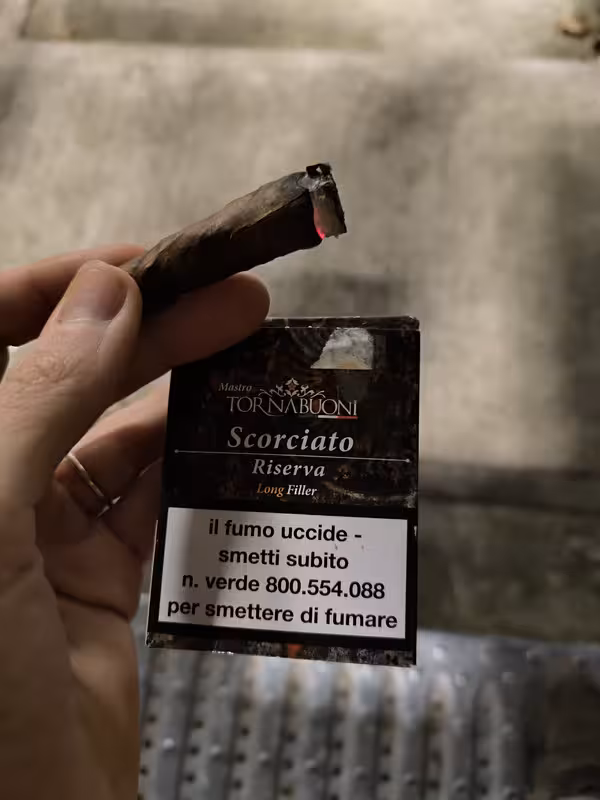 Mastro
TORNABUONI
Scorciato
Riserva
Long Filler
il fumo uccide -
smetti subito
n. verde 800.554.088
per smettere di fumare